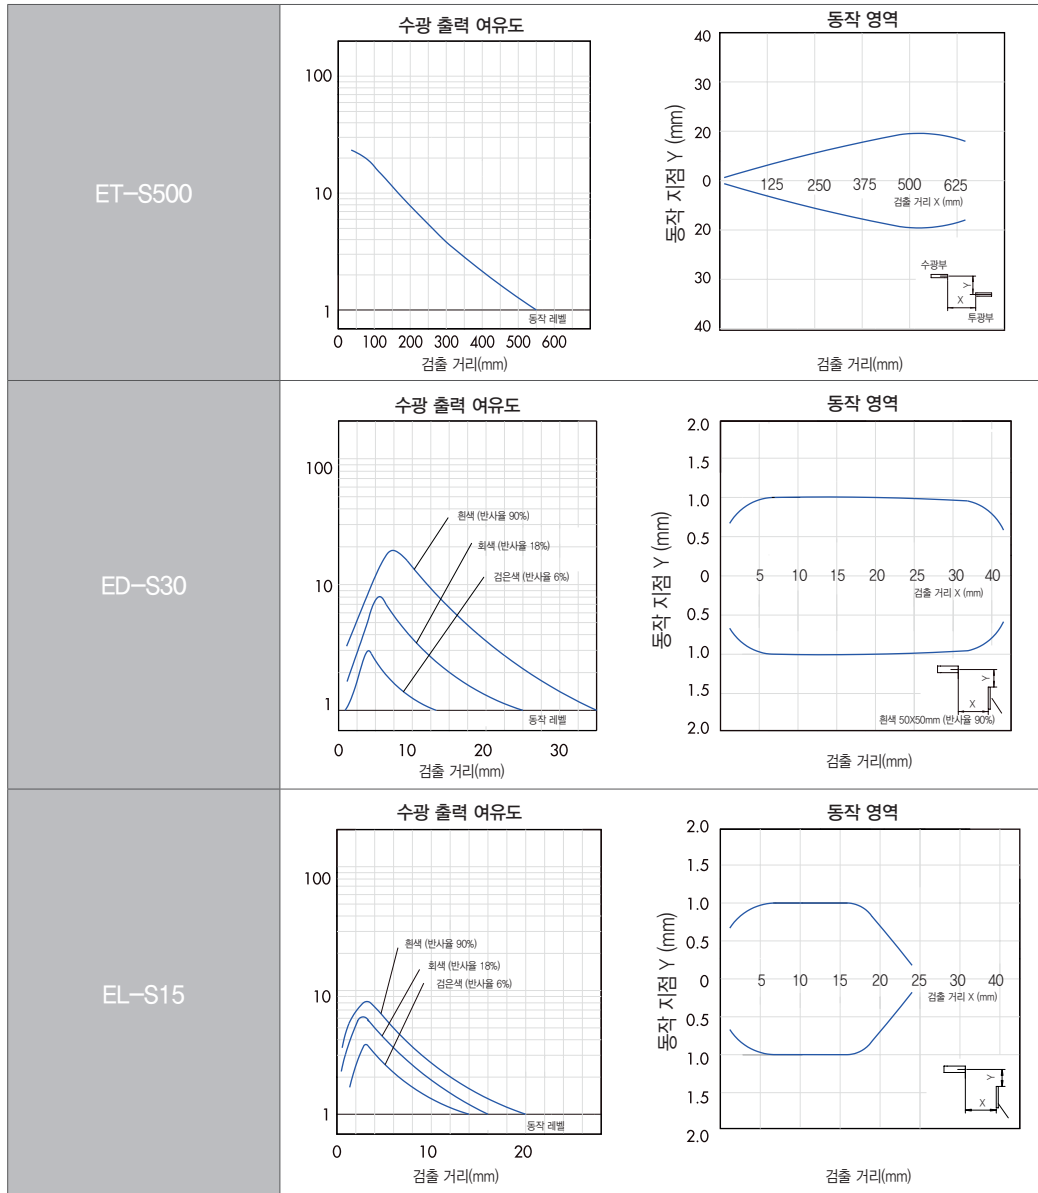 수광 출력 여유도
동작 영역
ET-S500
100
10
1
동작 레벨
0 100 200 300 400 500 600
검출 거리(mm)
동작 지점 Y (mm)
40
30
20
0
20
30
40
125 250 375 500 625
검출 거리 X (mm)
수광부
Y
X
투광부
검출 거리(mm)
수광 출력 여유도
동작 영역
ED-S30
100
10
1
흰색 (반사율 90%)
회색 (반사율 18%)
검은색 (반사율 6%)
동작 레벨
0 10 20 30
검출 거리(mm)
동작 지점 Y (mm)
2.0
1.5
1.0
0.5
0
0.5
1.0
1.5
2.0
5 10 15 20 25 30 40
검출 거리 X (mm)
Y
X
흰색 50X50mm (반사율 90%)
검출 거리(mm)
수광 출력 여유도
동작 영역
EL-S15
100
10
1
흰색 (반사율 90%)
회색 (반사율 18%)
검은색 (반사율 6%)
동작 레벨
0 10 20
검출 거리(mm)
동작 지점 Y (mm)
2.0
1.5
1.0
0.5
0
0.5
1.0
1.5
2.0
5 10 15 20 25 30 40
검출 거리 X (mm)
Y
X
검출 거리(mm)